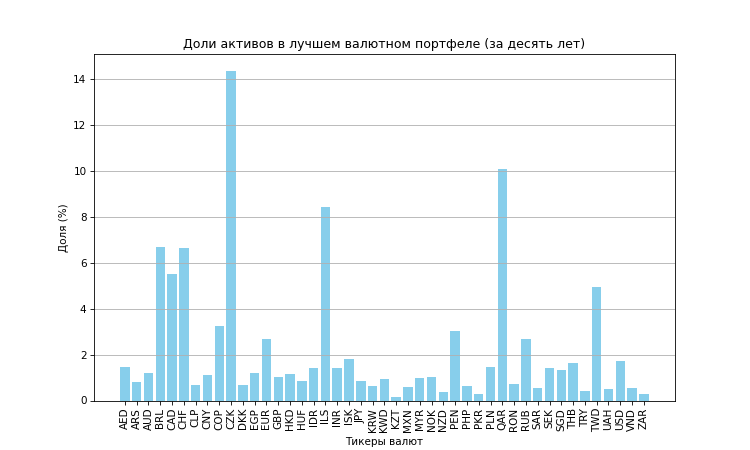 Доли активов в лучшем валютном портфеле (за десять лет)
Доля (%)
14
12
10
8
6
4
2
0
AED ARS AUD BRL CAD CHF CLP CNY COP CZK DKK EGP EUR GBP HKD HUF IDR ILS INR ISK JPY KRW KWD KZT MXN MYR NOK NZD PEN PHP PKR PLN QAR RON RUB SAR SEK SGD THB TRY TWD UAH USD VND ZAR
Тикеры валют